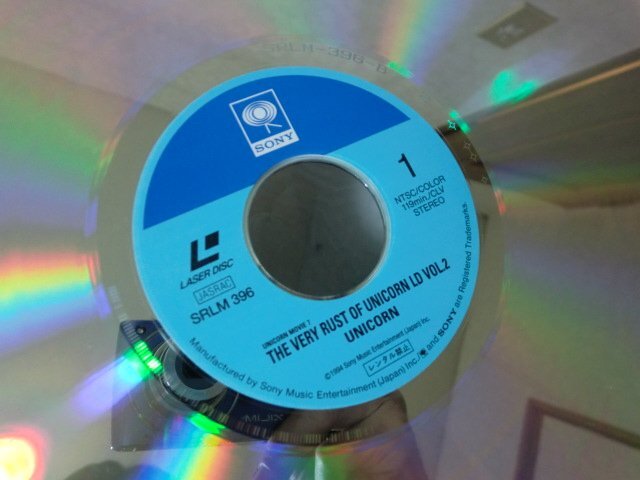 SRLM-396-B
SONY
1
NTSC/COLOR
119min/CLV
STEREO
LASER DISC
JASRAC
SRLM 396
UNICORN MOVIE 7
THE VERY RUST OF UNICORN LD VOL.2
UNICORN
©1994 Sony Music Entertainment (Japan) Inc.
レンタル禁止
Manufactured by Sony Music Entertainment (Japan) Inc. and SONY are Registered Trademarks.